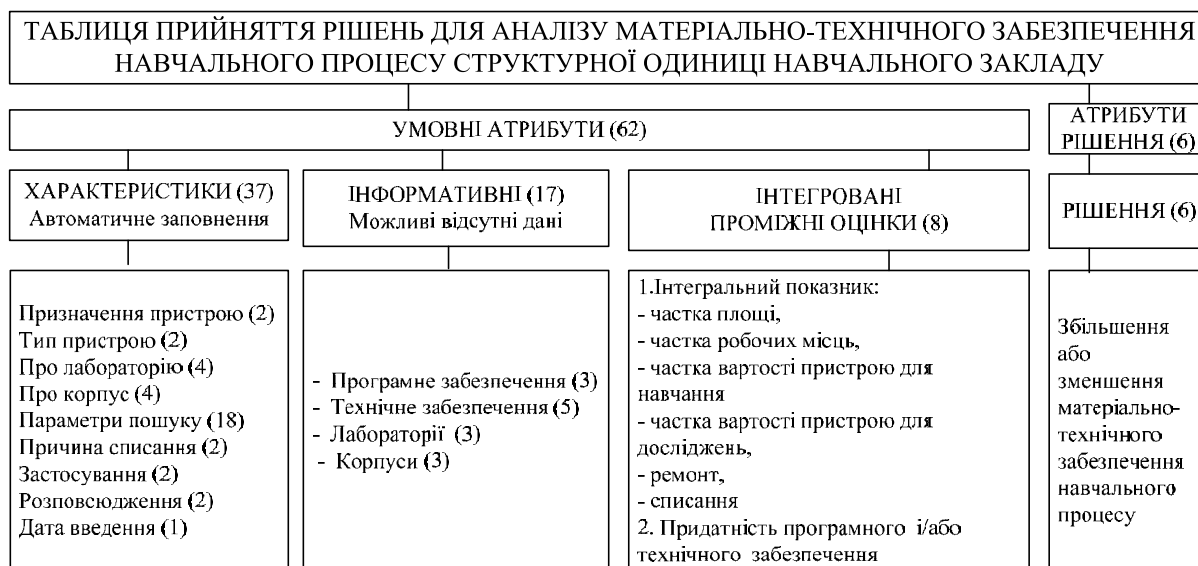 ТАБЛИЦЯ ПРИЙНЯТТЯ РІШЕНЬ ДЛЯ АНАЛІЗУ МАТЕРІАЛЬНО-ТЕХНІЧНОГО ЗАБЕЗПЕЧЕННЯ
НАВЧАЛЬНОГО ПРОЦЕСУ СТРУКТУРНОЇ ОДИНИЦІ НАВЧАЛЬНОГО ЗАКЛАДУ
УМОВНІ АТРИБУТИ (62)
АТРИБУТИ
РІШЕННЯ (6)
ХАРАКТЕРИСТИКИ (37)
Автоматичне заповнення
ІНФОРМАТИВНІ (17)
Можливі відсутні дані
ІНТЕГРОВАНІ
ПРОМІЖНІ ОЦІНКИ (8)
РІШЕННЯ (6)
Призначення пристрою (2)
Тип пристрою (2)
Про лабораторію (4)
Про корпус (4)
Параметри пошуку (18)
Причина списання (2)
Застосування (2)
Розповсюдження (2)
Дата введення (1)
- Програмне забезпечення (3)
- Технічне забезпечення (5)
- Лабораторії (3)
- Корпуси (3)
1.Інтегральний показник:
- частка площі,
- частка робочих місць,
- частка вартості пристрою для
навчання
- частка вартості пристрою для
досліджень,
- ремонт,
- списання
2. Придатність програмного і/або
технічного забезпечення
Збільшення
або
зменшення
матеріально-
технічного
забезпечення
навчального
процесу